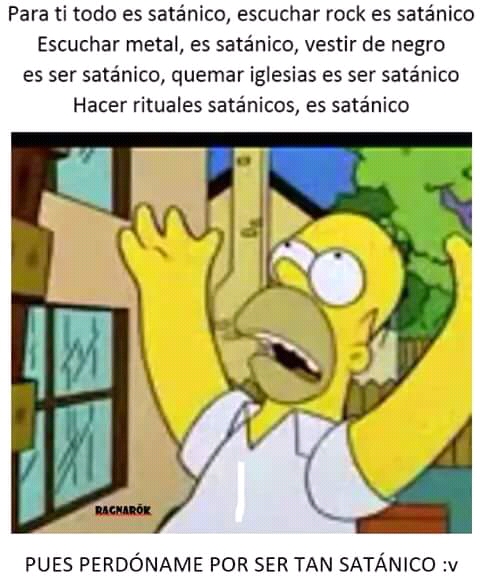 Para ti todo es satánico, escuchar rock es satánico
Escuchar metal, es satánico, vestir de negro
es ser satánico, quemar iglesias es ser satánico
Hacer rituales satánicos, es satánico
RAGNARÖK
PUES PERDÓNAME POR SER TAN SATÁNICO :v